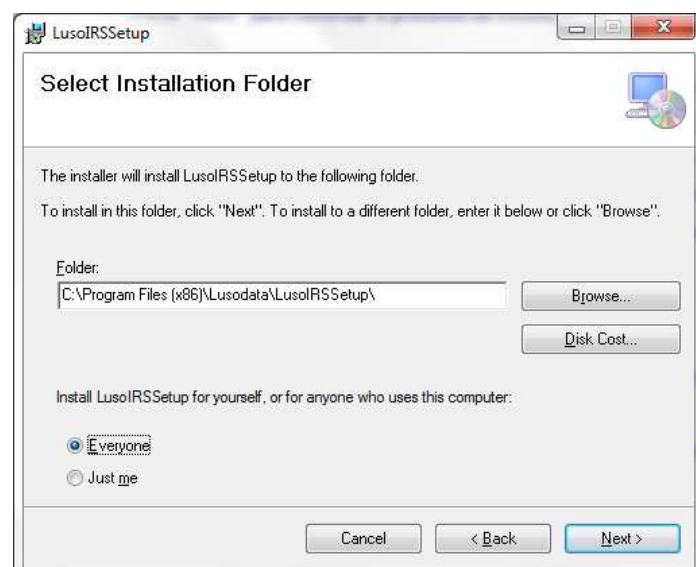 LusoIRSSetup
Select Installation Folder
The installer will install LusoIRSSetup to the following folder.
To install in this folder, click "Next". To install to a different folder, enter it below or click "Browse".
Folder:
C:\Program Files (x86)\Lusodata\LusoIRSSetup\
Browse...
Disk Cost...
Install LusoIRSSetup for yourself, or for anyone who uses this computer:
Everyone
Just me
Cancel
< Back
Next >